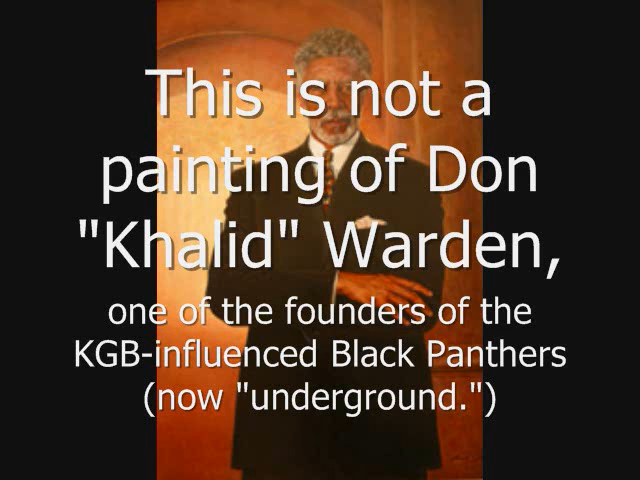 This is not a
painting of Don
"Khalid" Warden,
one of the founders of the
KGB-influenced Black Panthers
(now "underground.")